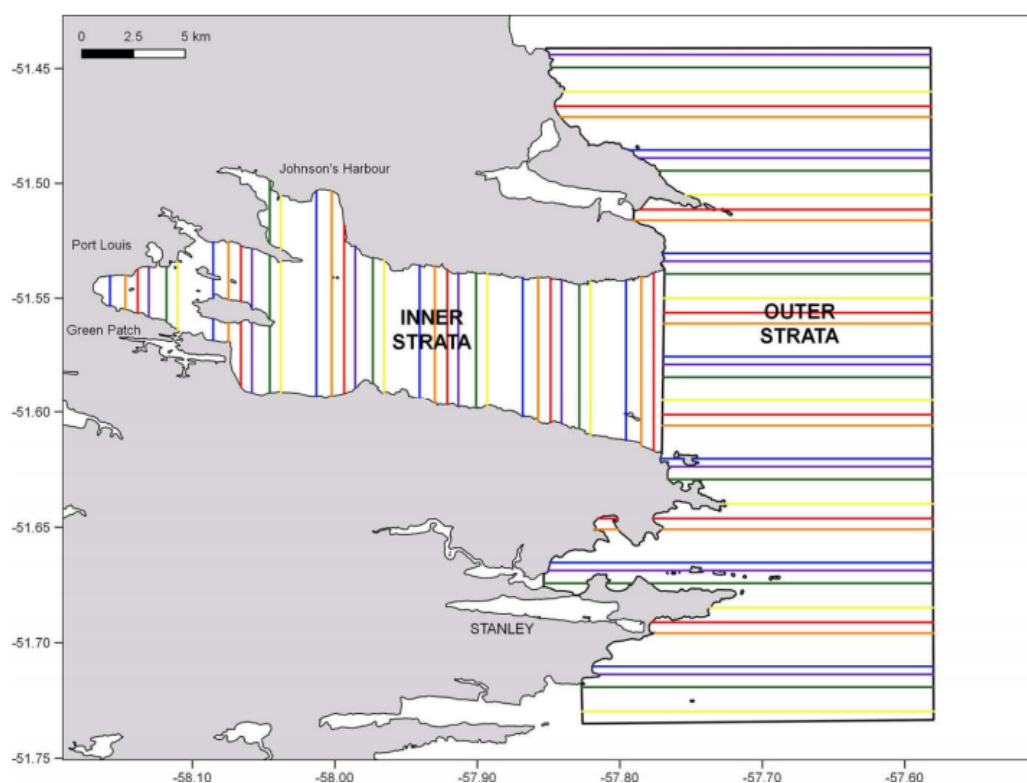 0 2.5 5 km
-51.45
-51.50
-51.55
-51.60
-51.65
-51.70
-51.75
Johnson's Harbour
Port Louis
Green Patch
INNER
STRATA
OUTER
STRATA
STANLEY
-58.10 -58.00 -57.90 -57.80 -57.70 -57.60